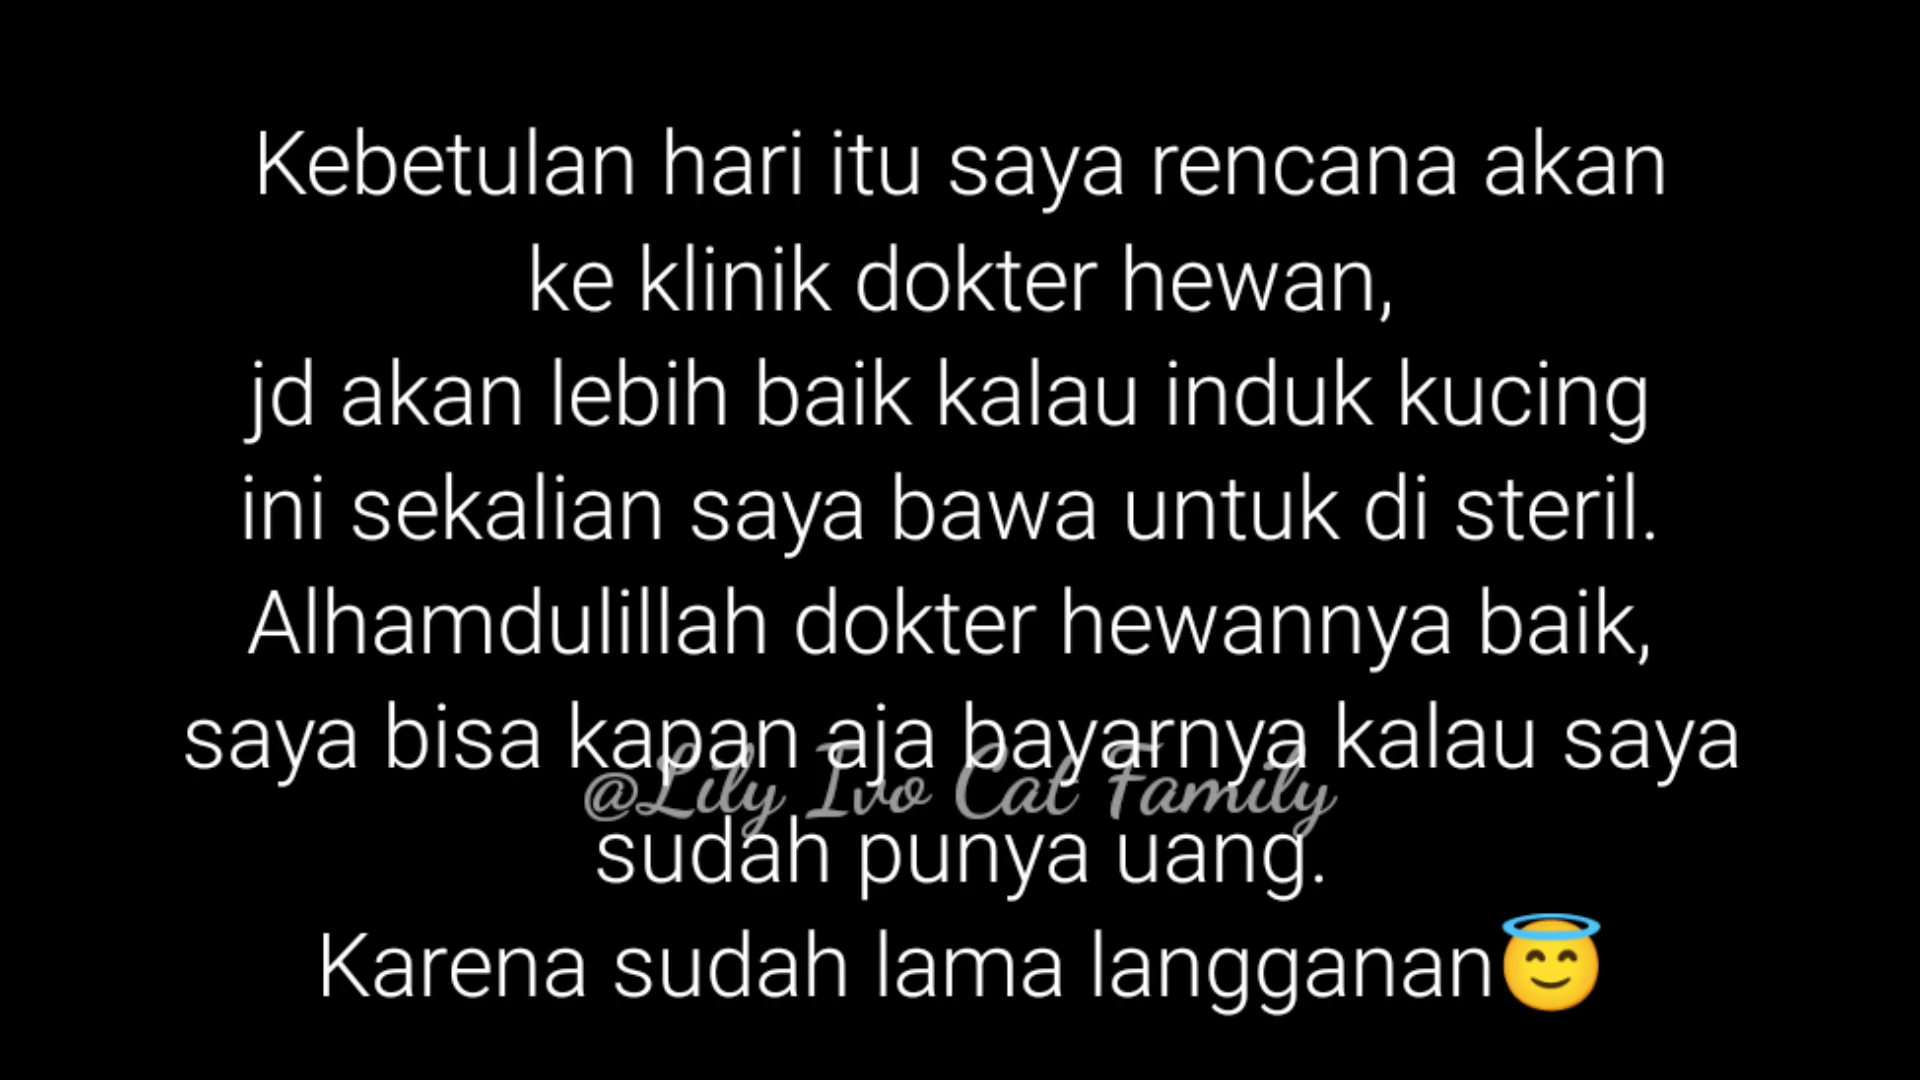 Kebetulan hari itu saya rencana akan
ke klinik dokter hewan,
jd akan lebih baik kalau induk kucing
ini sekalian saya bawa untuk di steril.
Alhamdulillah dokter hewannya baik,
saya bisa kapan aja bayarnya kalau saya
@Lily Ivo Cat Family
sudah punya uang.
Karena sudah lama langganan😇